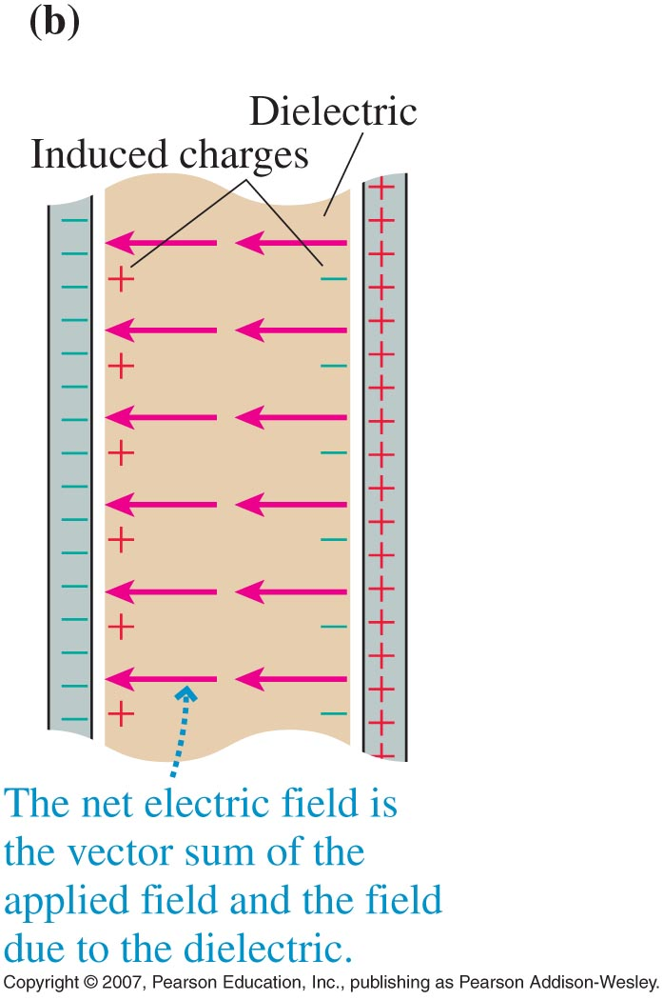 (b)
Dielectric
Induced charges
The net electric field is
the vector sum of the
applied field and the field
due to the dielectric.
Copyright © 2007, Pearson Education, Inc., publishing as Pearson Addison-Wesley.